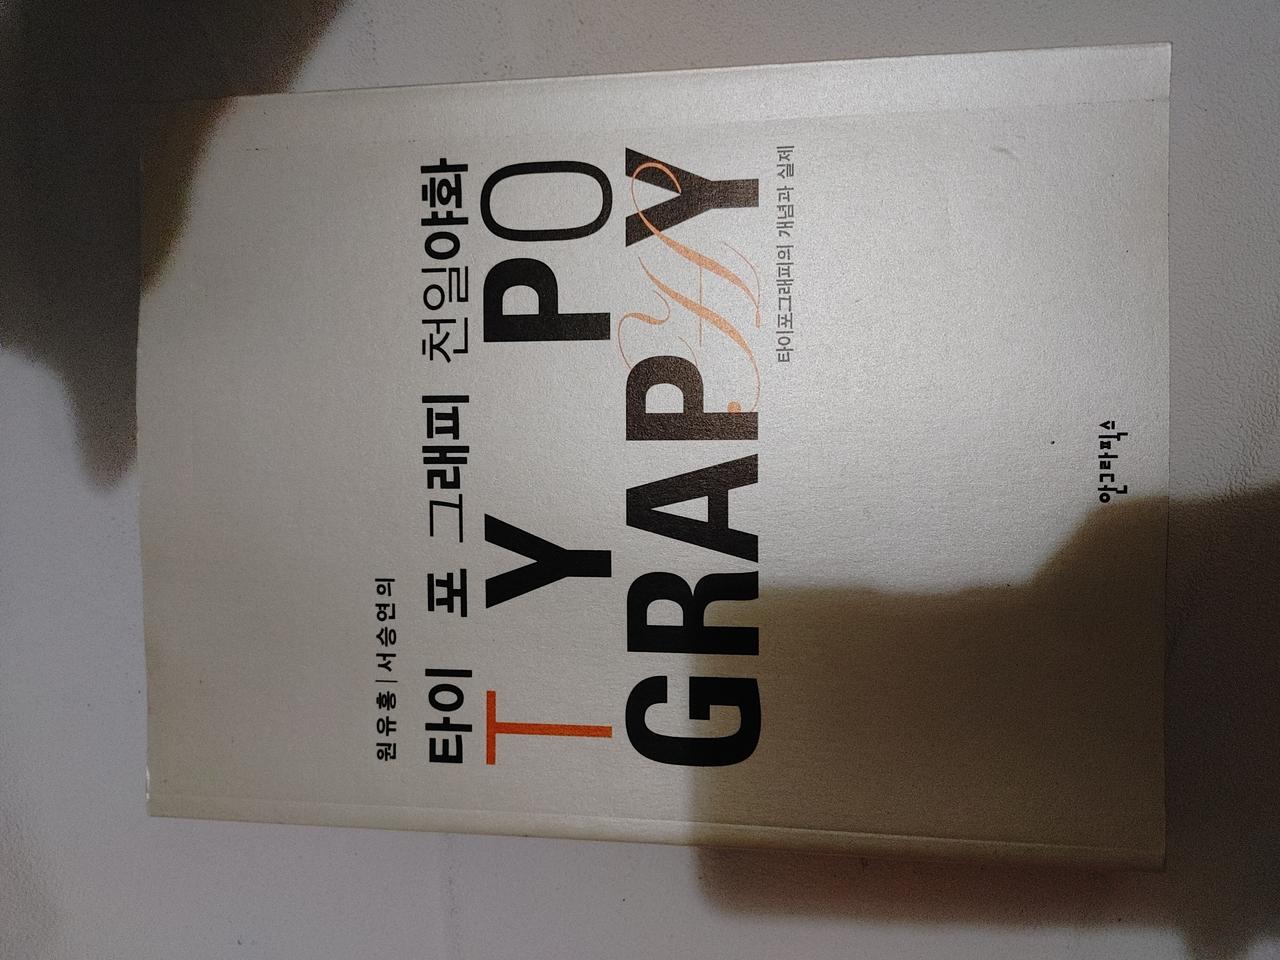 원유홍|서승연의
타이 포 그래피 천일야화
T Y PO
GRAPHY
타이포그래피의 개념과 실제
안그라픽스